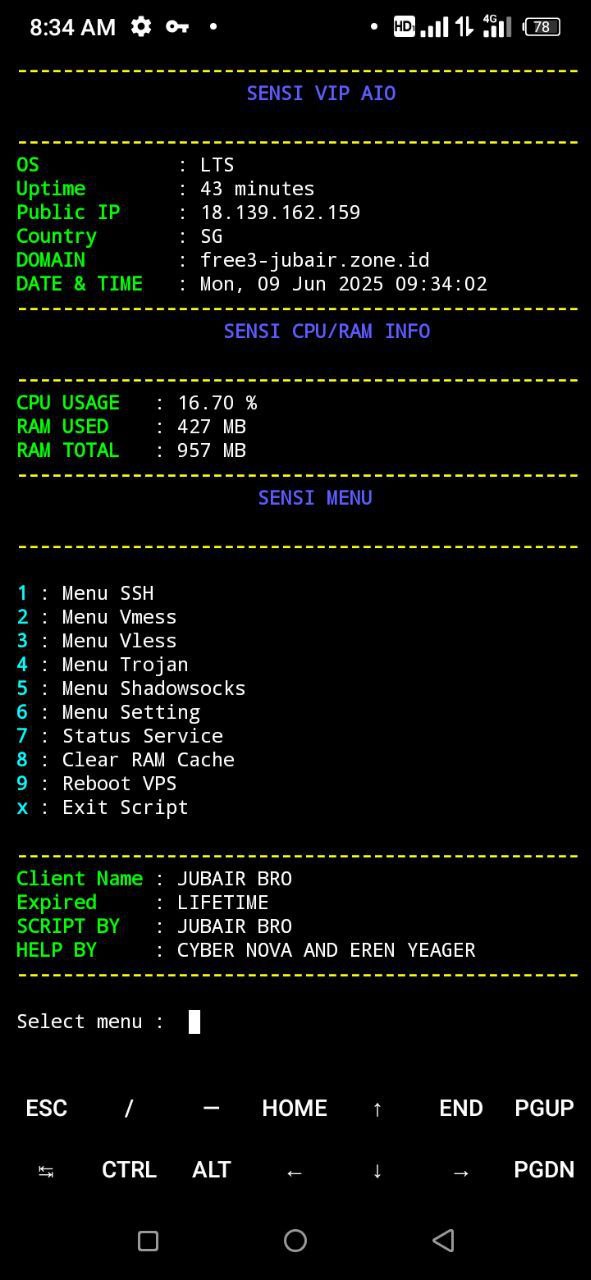 8:34 AM HD 4G 78
------------------------------------------------
SENSI VIP AIO
------------------------------------------------
OS : LTS
Uptime : 43 minutes
Public IP : 18.139.162.159
Country : SG
DOMAIN : free3-jubair.zone.id
DATE & TIME : Mon, 09 Jun 2025 09:34:02
------------------------------------------------
SENSI CPU/RAM INFO
------------------------------------------------
CPU USAGE : 16.70 %
RAM USED : 427 MB
RAM TOTAL : 957 MB
------------------------------------------------
SENSI MENU
------------------------------------------------
1 : Menu SSH
2 : Menu Vmess
3 : Menu Vless
4 : Menu Trojan
5 : Menu Shadowsocks
6 : Menu Setting
7 : Status Service
8 : Clear RAM Cache
9 : Reboot VPS
x : Exit Script
------------------------------------------------
Client Name : JUBAIR BRO
Expired : LIFETIME
SCRIPT BY : JUBAIR BRO
HELP BY : CYBER NOVA AND EREN YEAGER
------------------------------------------------
Select menu :
ESC / — HOME ↑ END PGUP
↹ CTRL ALT ← ↓ → PGDN